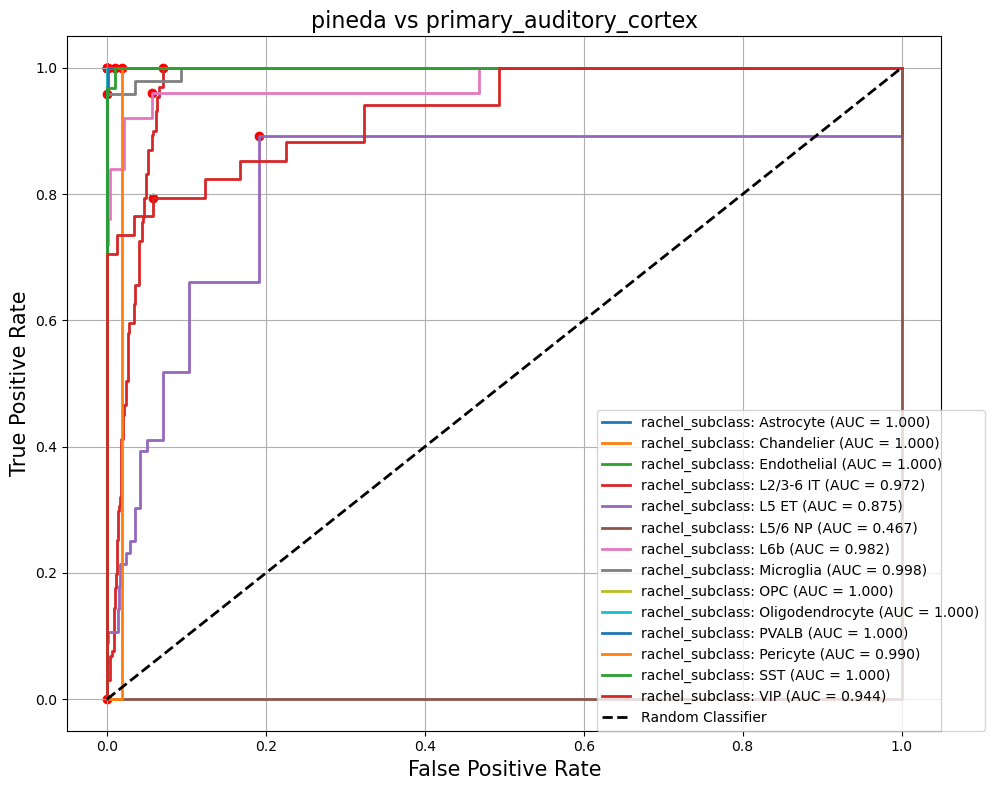 pineda vs primary_auditory_cortex
True Positive Rate
1.0
0.8
0.6
0.4
0.2
0.0
rachel_subclass: Astrocyte (AUC = 1.000)
rachel_subclass: Chandelier (AUC = 1.000)
rachel_subclass: Endothelial (AUC = 1.000)
rachel_subclass: L2/3-6 IT (AUC = 0.972)
rachel_subclass: L5 ET (AUC = 0.875)
rachel_subclass: L5/6 NP (AUC = 0.467)
rachel_subclass: L6b (AUC = 0.982)
rachel_subclass: Microglia (AUC = 0.998)
rachel_subclass: OPC (AUC = 1.000)
rachel_subclass: Oligodendrocyte (AUC = 1.000)
rachel_subclass: PVALB (AUC = 1.000)
rachel_subclass: Pericyte (AUC = 0.990)
rachel_subclass: SST (AUC = 1.000)
rachel_subclass: VIP (AUC = 0.944)
Random Classifier
0.0 0.2 0.4 0.6 0.8 1.0
False Positive Rate